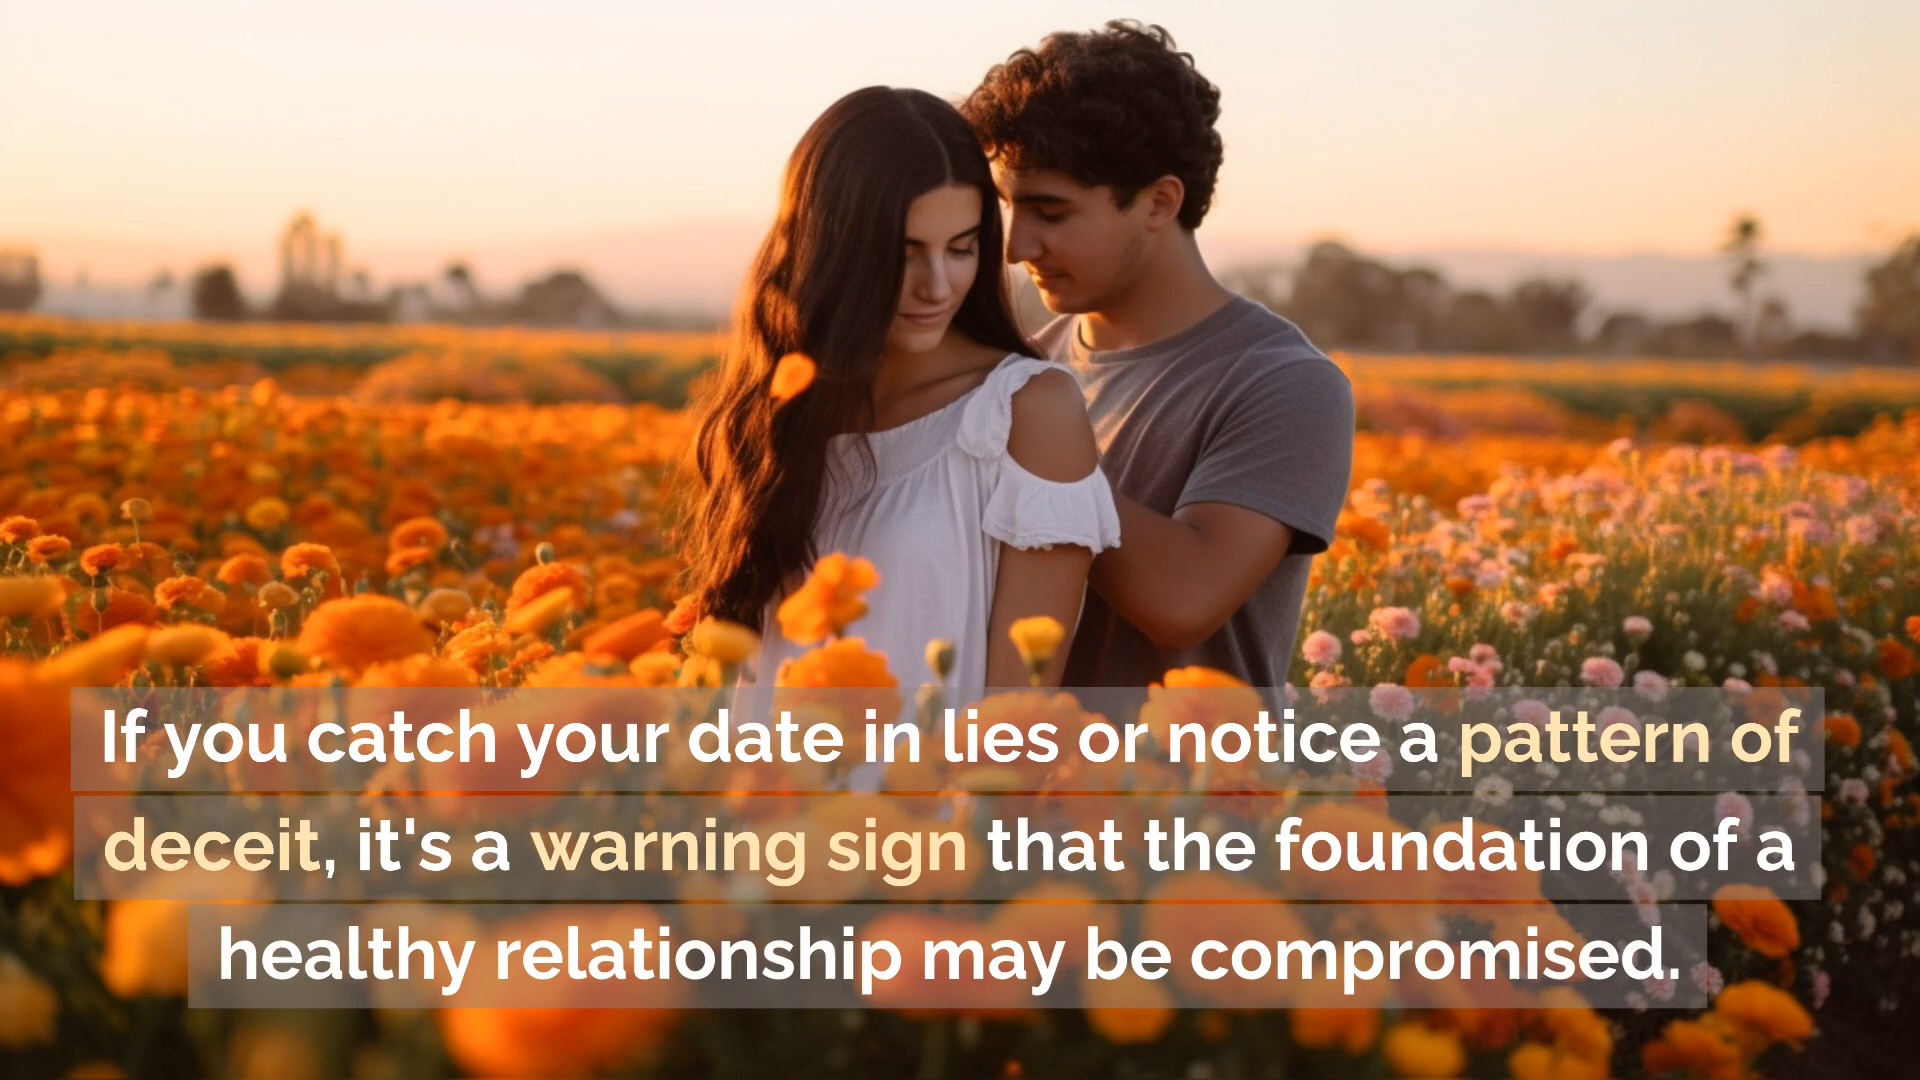 If you catch your date in lies or notice a pattern of
deceit, it's a warning sign that the foundation of a
healthy relationship may be compromised.